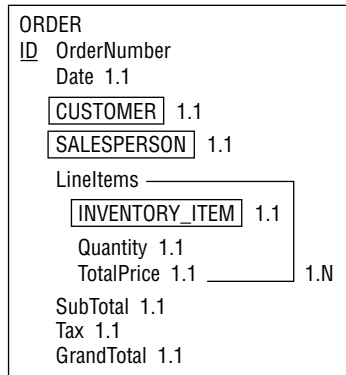 ORDER
ID OrderNumber
Date 1.1
CUSTOMER 1.1
SALESPERSON 1.1
LineItems
INVENTORY_ITEM 1.1
Quantity 1.1
TotalPrice 1.1 1.N
SubTotal 1.1
Tax 1.1
GrandTotal 1.1